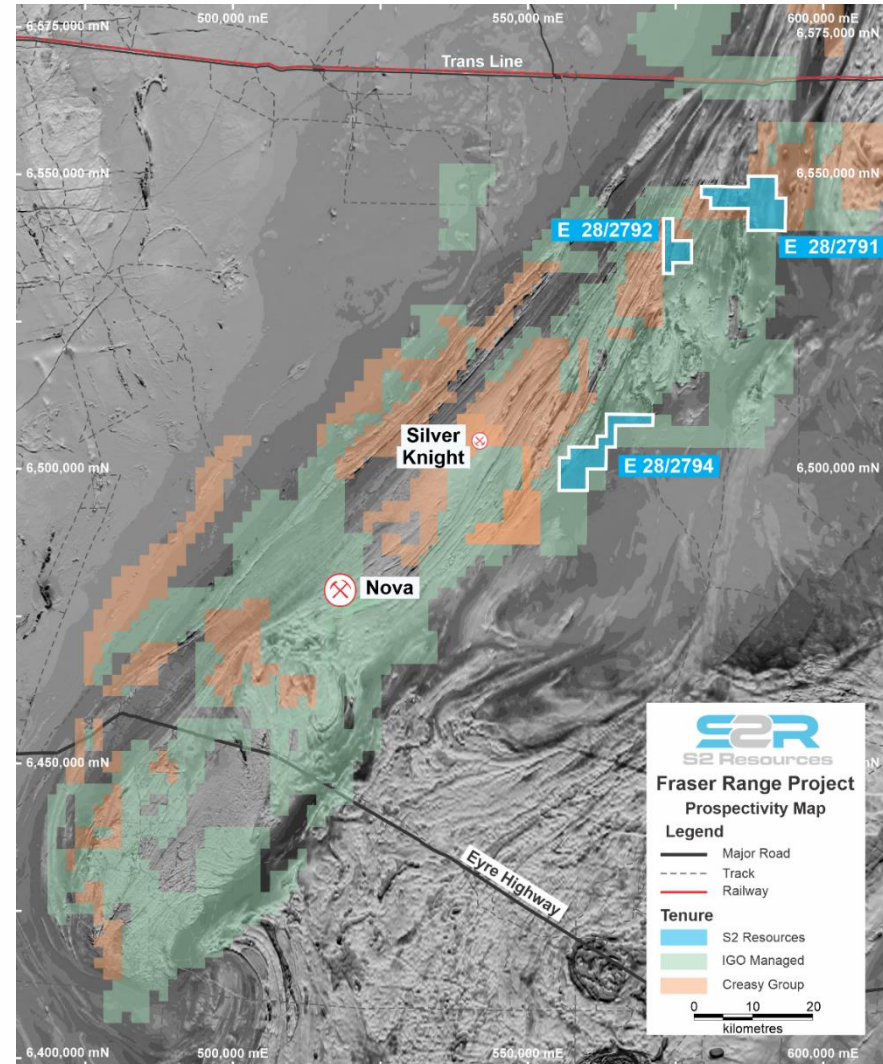 500,000 mE
550,000 mE
600,000 mE
6,575,000 mN
6,575,000 mN
Trans Line
6,550,000 mN
6,550,000 mN
E 28/2792
E 28/2791
Silver
Knight
6,500,000 mN
6,500,000 mN
E 28/2794
Nova
6,450,000 mN
6,450,000 mN
Eyre Highway
S2R
S2 Resources
Fraser Range Project
Prospectivity Map
Legend
Major Road
Track
Railway
Tenure
S2 Resources
IGO Managed
Creasy Group
0 10 20
kilometres
6,400,000 mN
500,000 mE
550,000 mE
600,000 mE